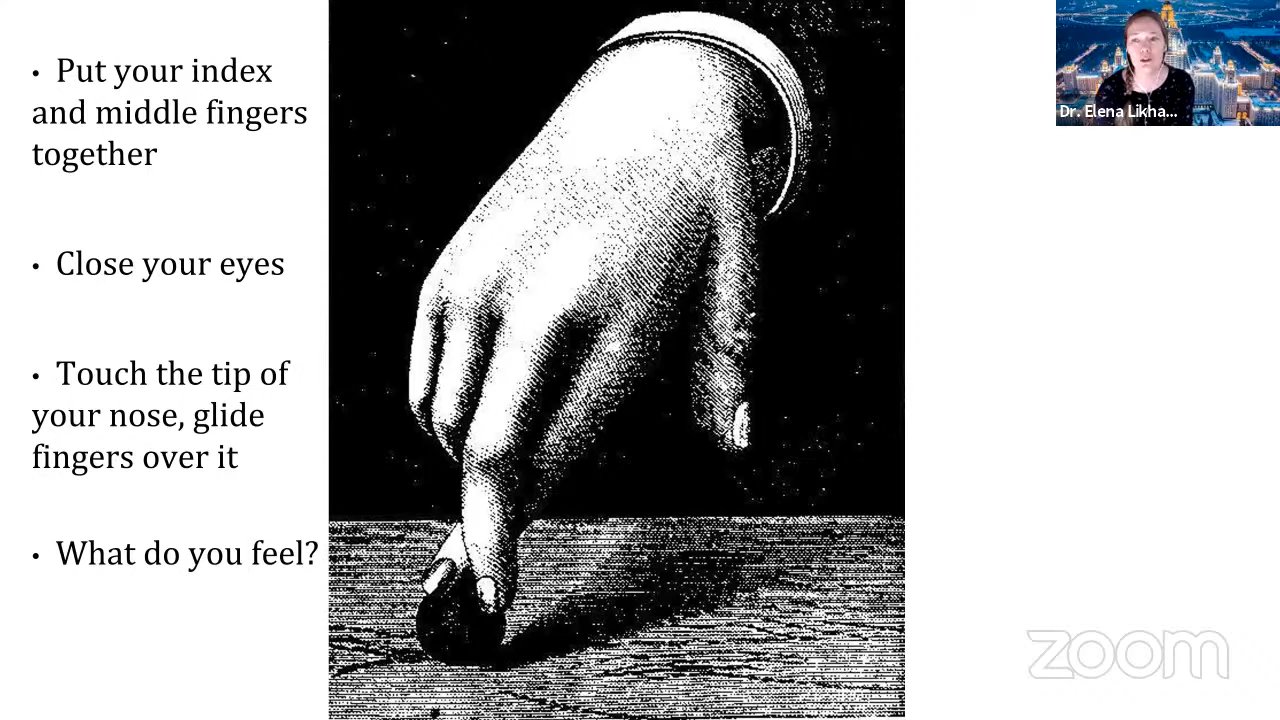 • Put your index
and middle fingers
together
• Close your eyes
• Touch the tip of
your nose, glide
fingers over it
• What do you feel?
Dr. Elena Likha...
zoom